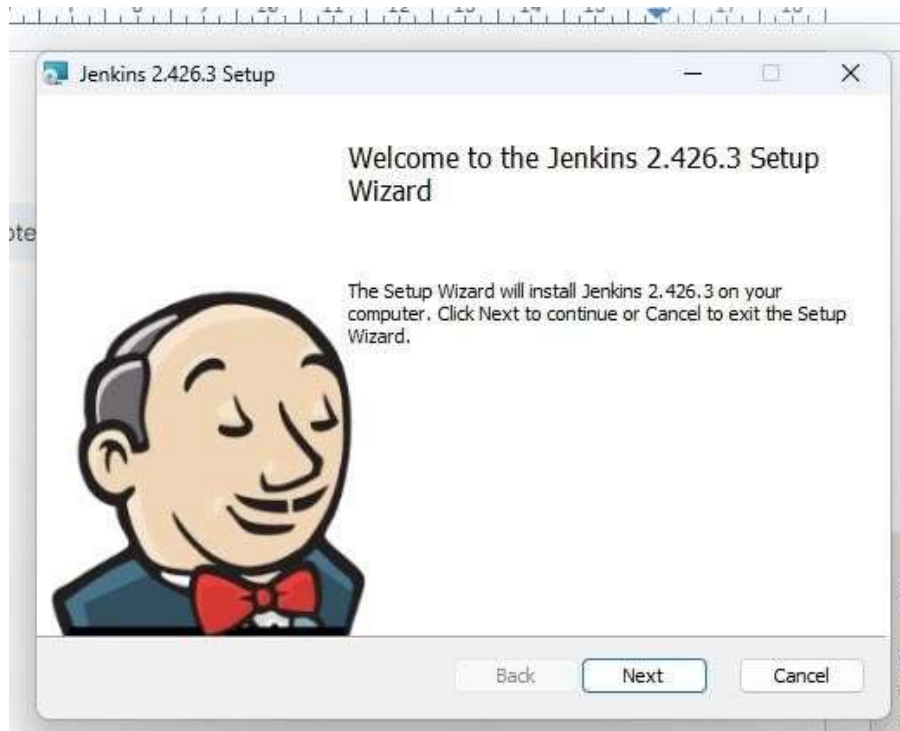 Jenkins 2.426.3 Setup
Welcome to the Jenkins 2.426.3 Setup
Wizard
The Setup Wizard will install Jenkins 2.426.3 on your
computer. Click Next to continue or Cancel to exit the Setup
Wizard.
Back Next Cancel